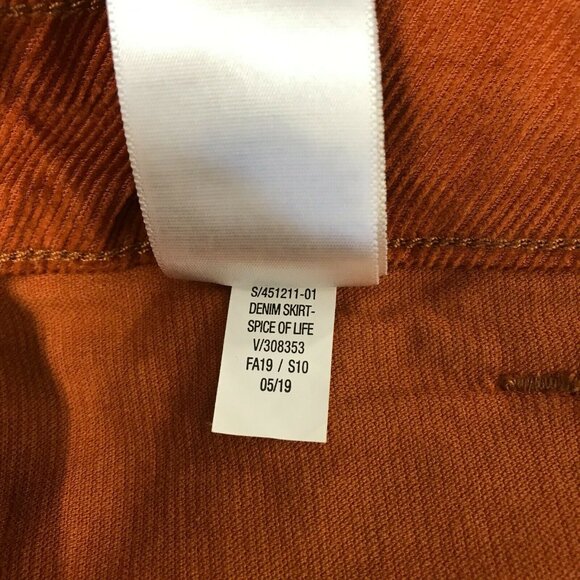 S/451211-01
DENIM SKIRT-
SPICE OF LIFE
V/308353
FA19 / S10
05/19